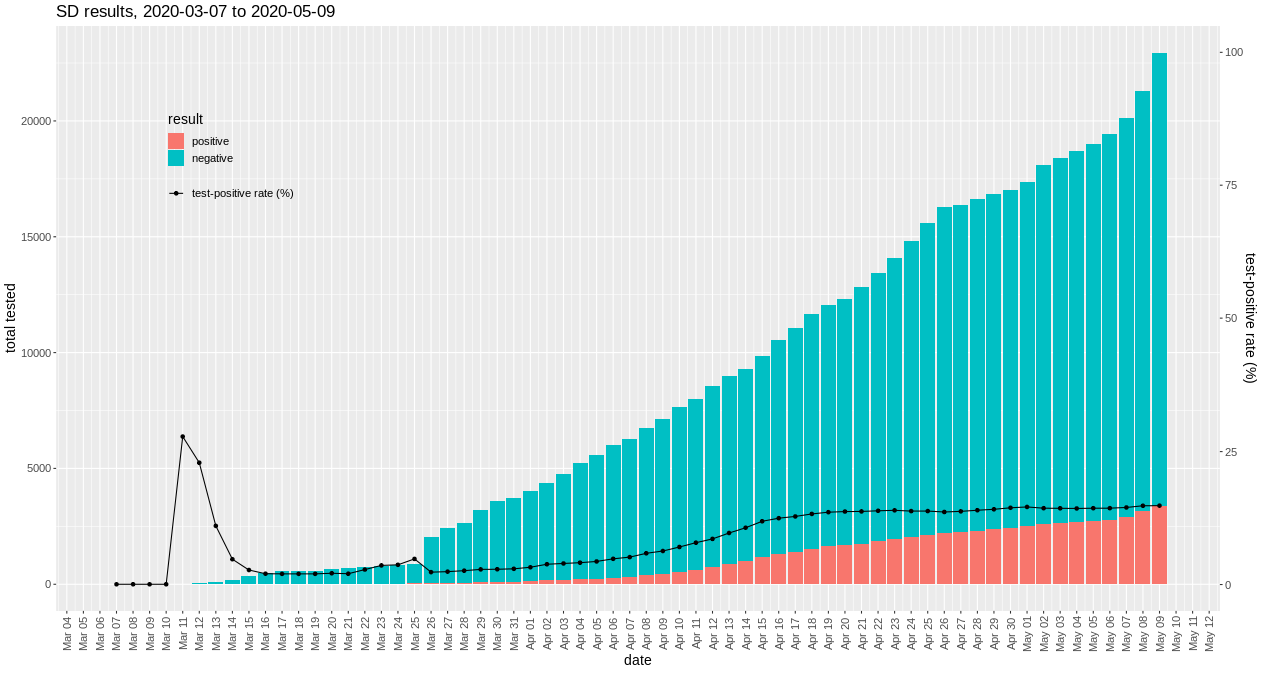 SD results, 2020-03-07 to 2020-05-09
total tested
20000
15000
10000
5000
0
result
positive
negative
test-positive rate (%)
100
75
50
25
0
test-positive rate (%)
Mar 04
Mar 05
Mar 06
Mar 07
Mar 08
Mar 09
Mar 10
Mar 11
Mar 12
Mar 13
Mar 14
Mar 15
Mar 16
Mar 17
Mar 18
Mar 19
Mar 20
Mar 21
Mar 22
Mar 23
Mar 24
Mar 25
Mar 26
Mar 27
Mar 28
Mar 29
Mar 30
Mar 31
Apr 01
Apr 02
Apr 03
Apr 04
Apr 05
Apr 06
Apr 07
Apr 08
Apr 09
Apr 10
Apr 11
Apr 12
Apr 13
Apr 14
Apr 15
Apr 16
Apr 17
Apr 18
Apr 19
Apr 20
Apr 21
Apr 22
Apr 23
Apr 24
Apr 25
Apr 26
Apr 27
Apr 28
Apr 29
Apr 30
May 01
May 02
May 03
May 04
May 05
May 06
May 07
May 08
May 09
May 10
May 11
May 12
date